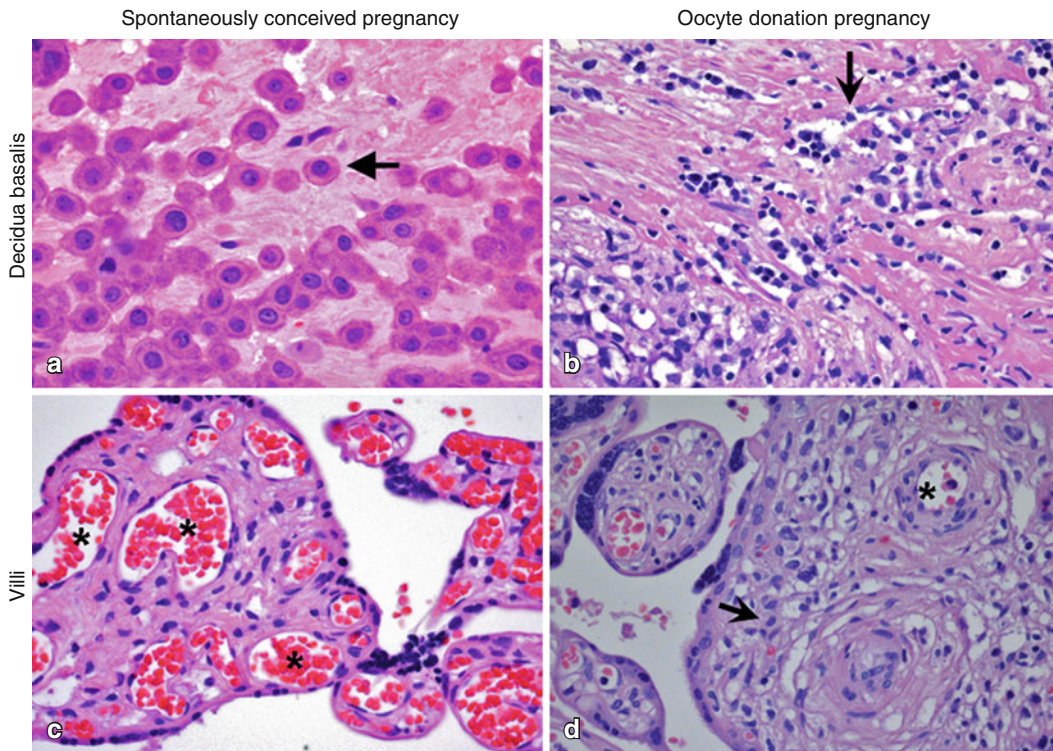 Spontaneously conceived pregnancy
Oocyte donation pregnancy
Decidua basalis
a
b
Villi
*
*
*
*
c
d